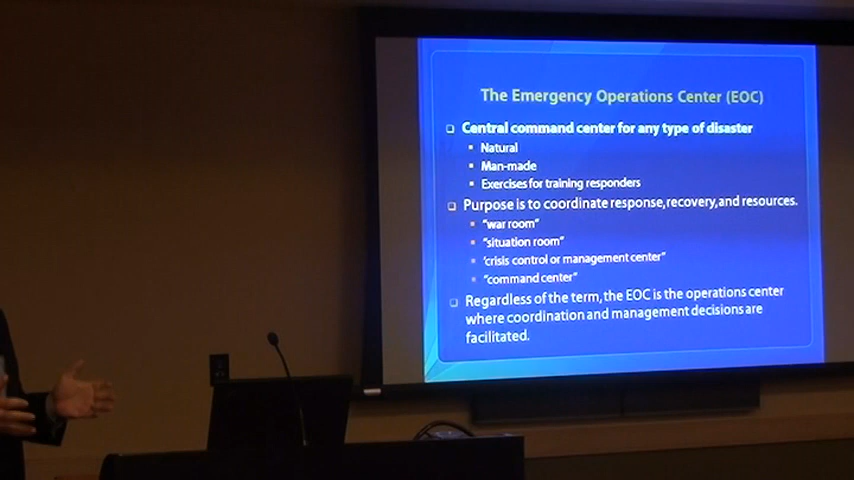 The Emergency Operations Center (EOC)
Central command center for any type of disaster
Natural
Man-made
Exercises for training responders
Purpose is to coordinate response, recovery, and resources.
"war room"
"situation room"
'crisis control or management center"
"command center"
Regardless of the term, the EOC is the operations center
where coordination and management decisions are
facilitated.